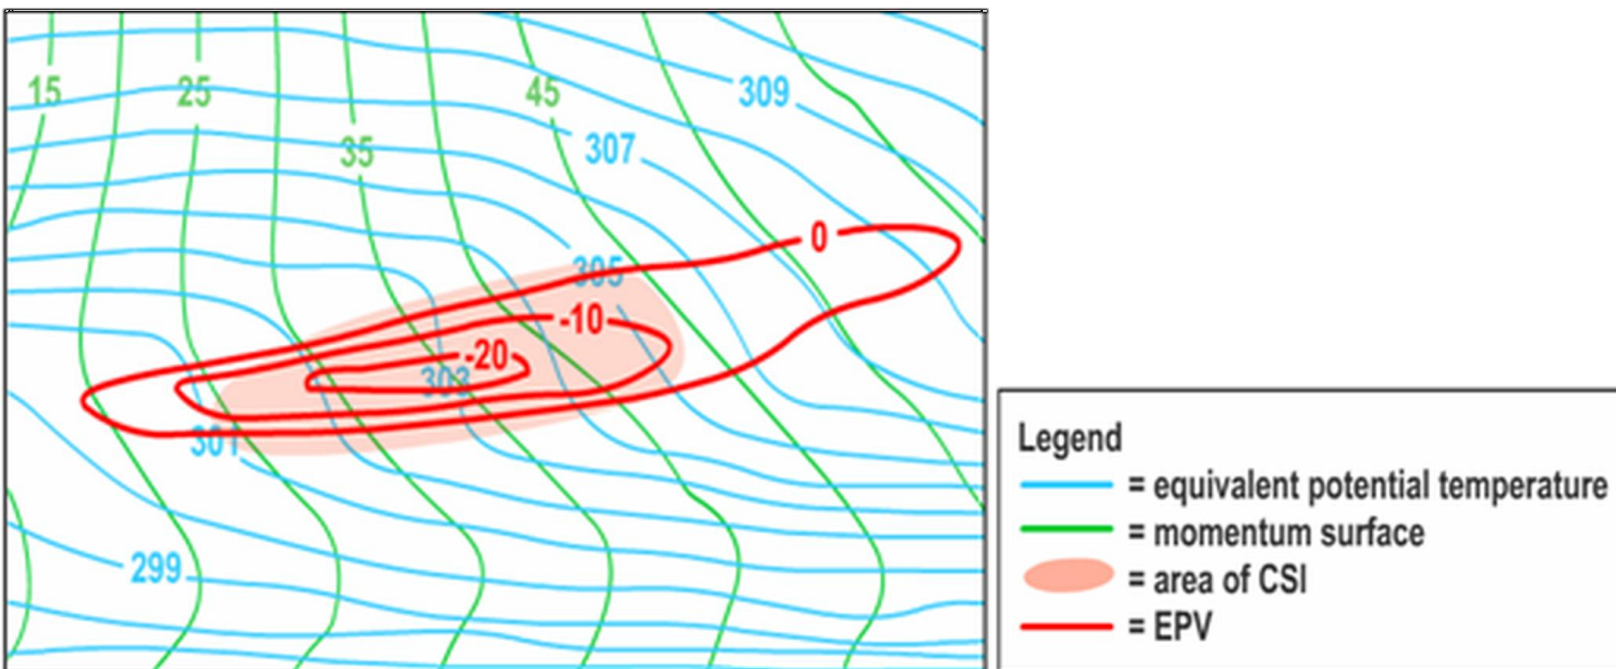 15
25
45
309
35
307
0
305
-10
-20
303
301
299
Legend
= equivalent potential temperature
= momentum surface
= area of CSI
= EPV